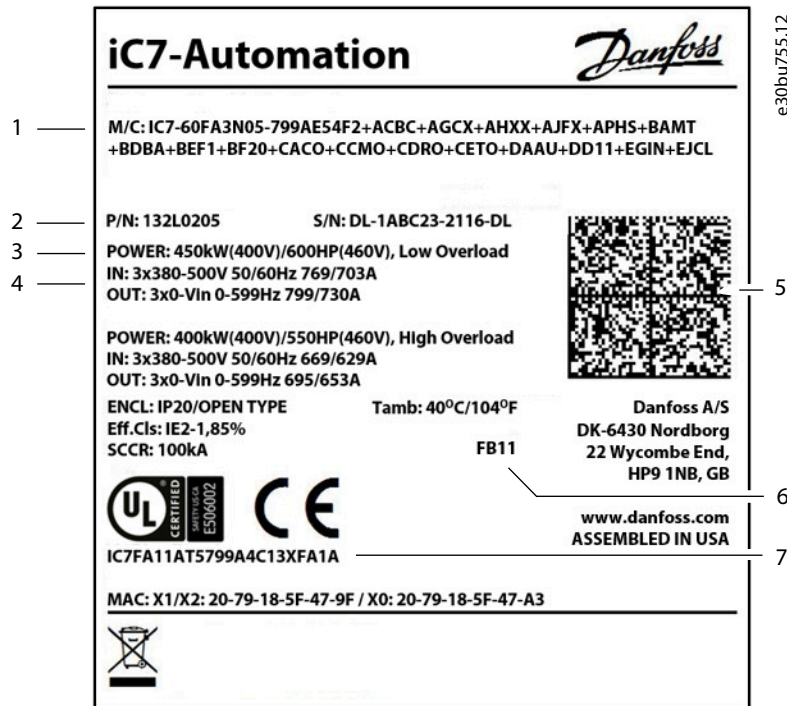 iC7-Automation
Danfoss
e30bu755.12
1
M/C: IC7-60FA3N05-799AE54F2+ACBC+AGCX+AHXX+AJFX+APHS+BAMT
+BDBA+BEF1+BF20+CACO+CCMO+CDRO+CETO+DAAU+DD11+EGIN+EJCL
2
P/N: 132L0205 S/N: DL-1ABC23-2116-DL
3
POWER: 450kW(400V)/600HP(460V), Low Overload
4
IN: 3x380-500V 50/60Hz 769/703A
OUT: 3x0-Vin 0-599Hz 799/730A
5
POWER: 400kW(400V)/550HP(460V), High Overload
IN: 3x380-500V 50/60Hz 669/629A
OUT: 3x0-Vin 0-599Hz 695/653A
ENCL: IP20/OPEN TYPE Tamb: 40⁰C/104⁰F
Eff.Cls: IE2-1,85%
SCCR: 100kA
FB11
6
Danfoss A/S
DK-6430 Nordborg
22 Wycombe End,
HP9 1NB, GB
UL
®
CERTIFIED
SAFETY US-CA
E506002
CE
www.danfoss.com
ASSEMBLED IN USA
IC7FA11AT5799A4C13XFA1A
7
MAC: X1/X2: 20-79-18-5F-47-9F / X0: 20-79-18-5F-47-A3